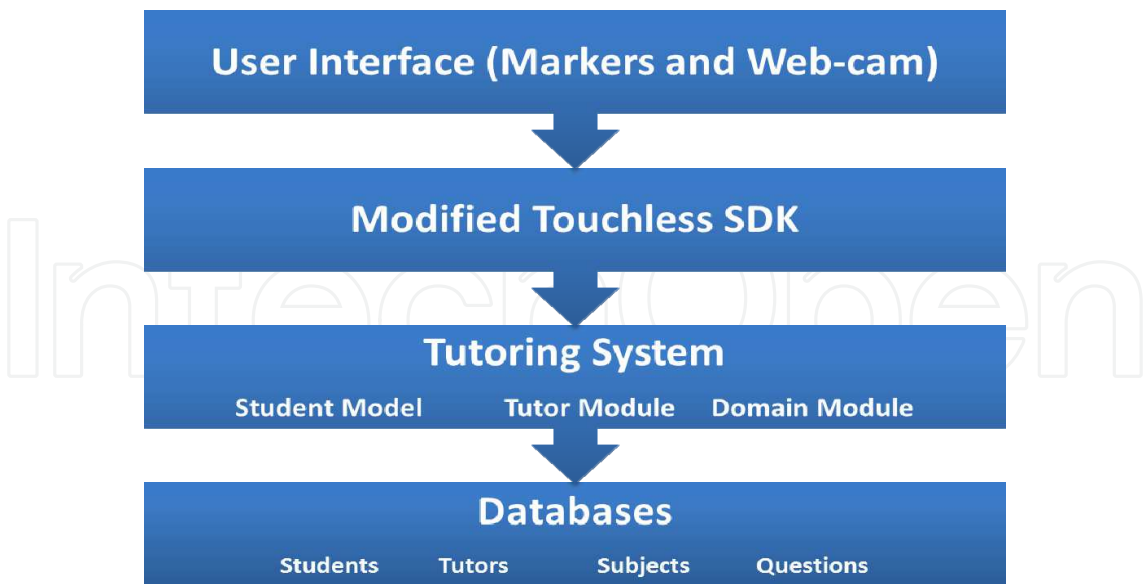 User Interface (Markers and Web-cam)
Modified Touchless SDK
IntechOpen
Tutoring System
Student Model Tutor Module Domain Module
Databases
Students Tutors Subjects Questions